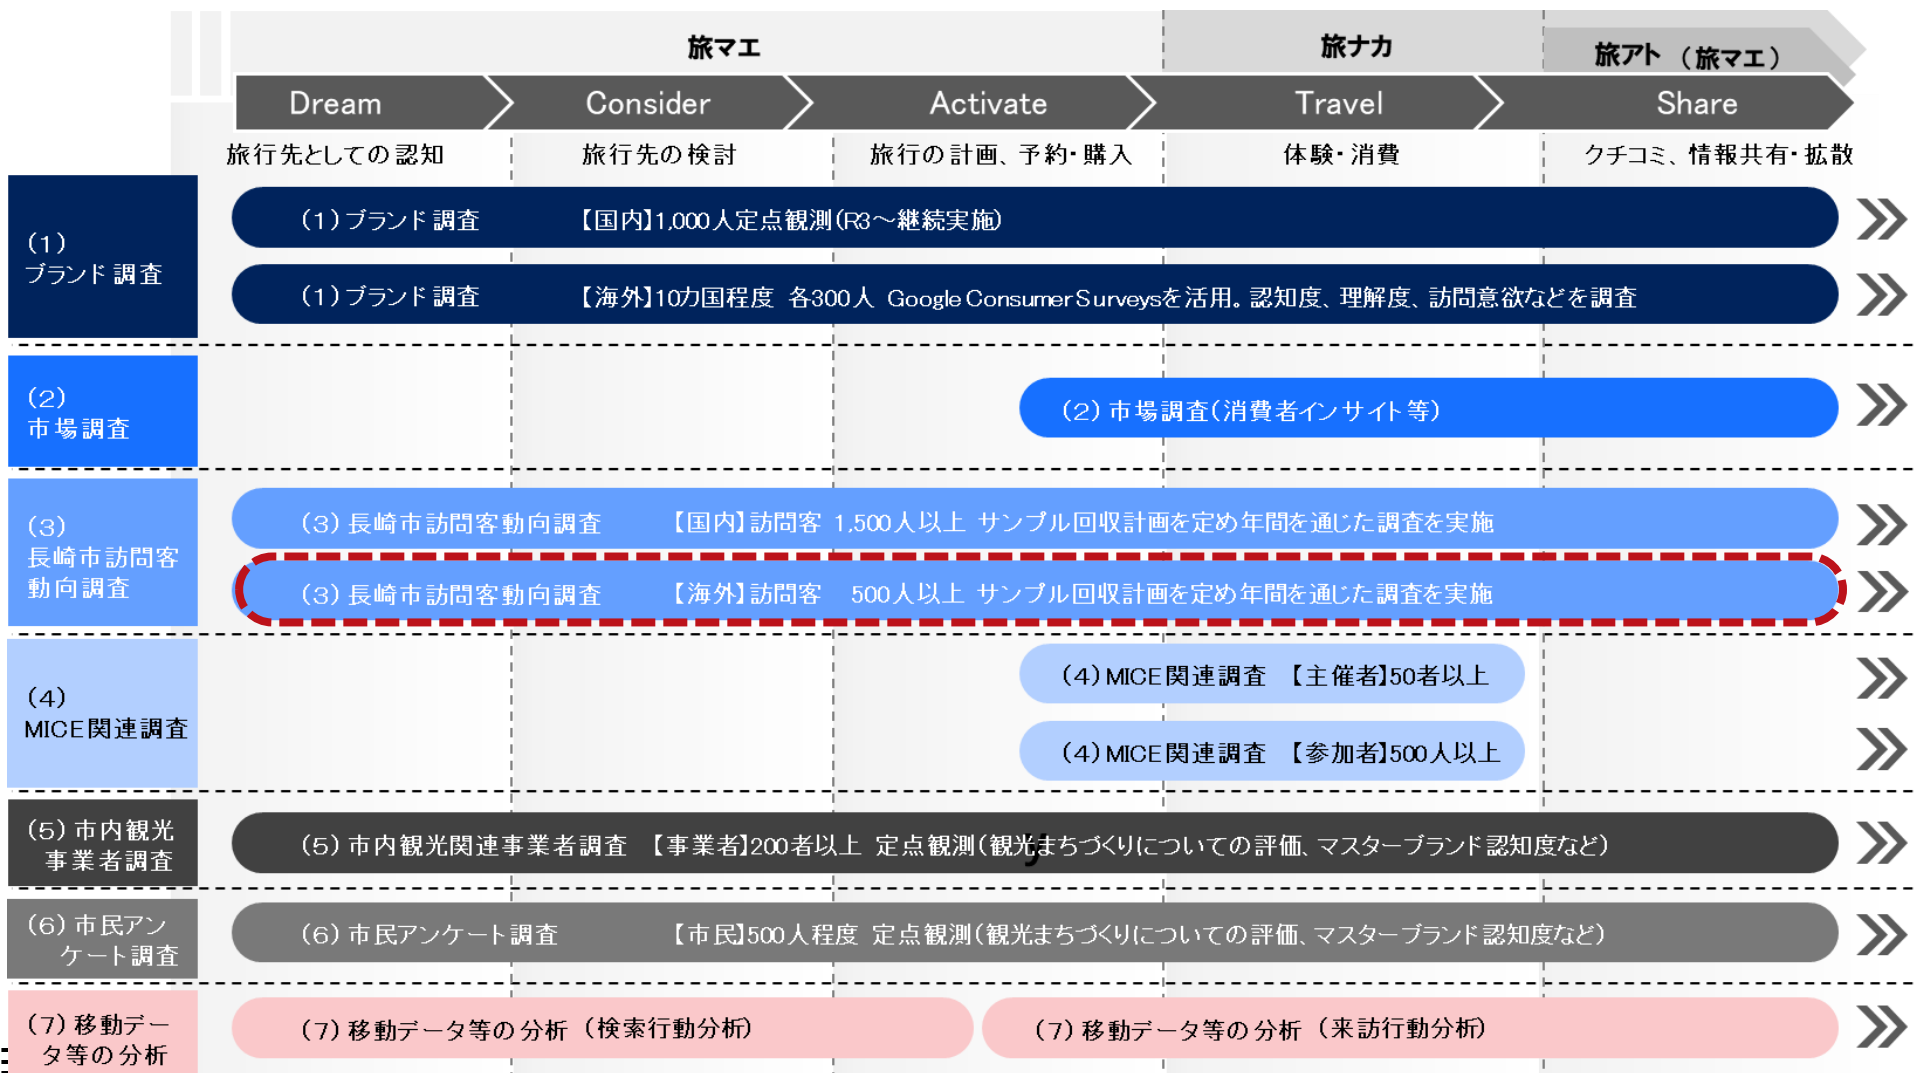 旅マエ
旅ナカ
旅アト (旅マエ)
Dream
Consider
Activate
Travel
Share
旅行先としての認知
旅行先の検討
旅行の計画、予約・購入
体験・消費
クチコミ、情報共有・拡散
(1)
ブランド調査
(1)ブランド調査 【国内】1,000人定点観測(R3～継続実施)
(1)ブランド調査 【海外】10カ国程度 各300人 Google Consumer Surveysを活用。認知度、理解度、訪問意欲などを調査
(2)
市場調査
(2)市場調査(消費者インサイト等)
(3)
長崎市訪問客
動向調査
(3)長崎市訪問客動向調査 【国内】訪問客 1,500人以上 サンプル回収計画を定め年間を通じた調査を実施
(3)長崎市訪問客動向調査 【海外】訪問客 500人以上 サンプル回収計画を定め年間を通じた調査を実施
(4)
MICE関連調査
(4)MICE関連調査 【主催者】50者以上
(4)MICE関連調査 【参加者】500人以上
(5)市内観光
事業者調査
(5)市内観光関連事業者調査 【事業者】200者以上 定点観測(観光まちづくりについての評価、マスターブランド認知度など)
(6)市民アン
ケート調査
(6)市民アンケート調査 【市民】500人程度 定点観測(観光まちづくりについての評価、マスターブランド認知度など)
(7)移動デー
タ等の分析
(7)移動データ等の分析 (検索行動分析)
(7)移動データ等の分析 (来訪行動分析)